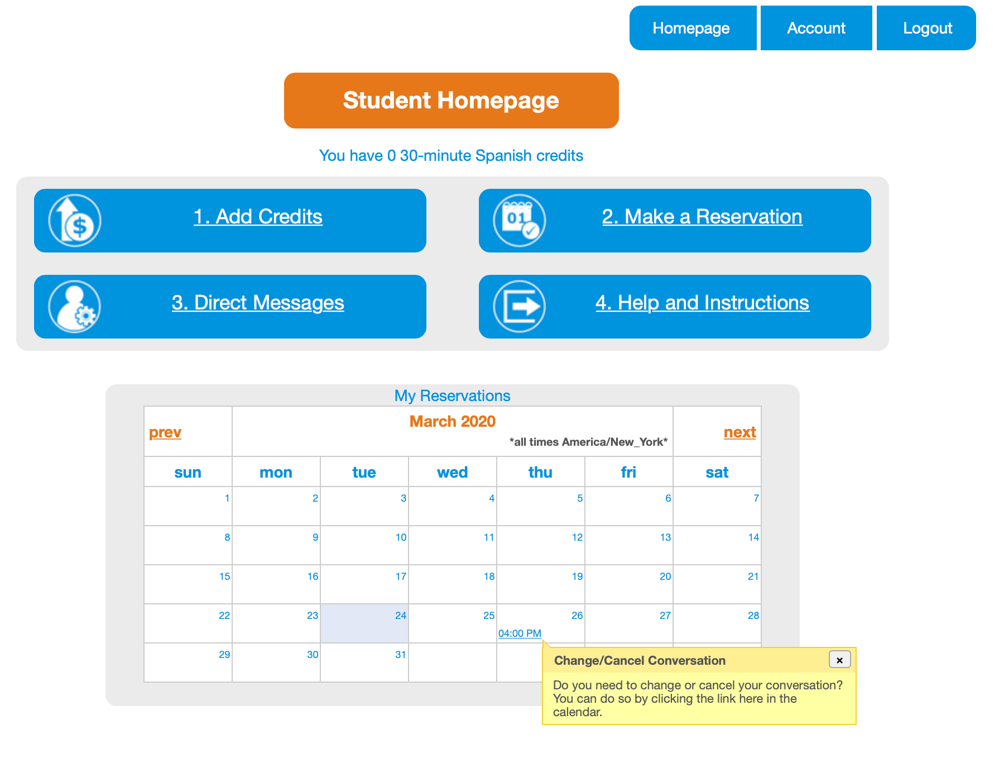 Homepage Account Logout
Student Homepage
You have 0 30-minute Spanish credits
1. Add Credits
01
2. Make a Reservation
3. Direct Messages
4. Help and Instructions
My Reservations
prev March 2020 next
*all times America/New_York*
sun mon tue wed thu fri sat
1 2 3 4 5 6 7
8 9 10 11 12 13 14
15 16 17 18 19 20 21
22 23 24 25 26 27 28
04:00 PM
29 30 31
Change/Cancel Conversation ×
Do you need to change or cancel your conversation?
You can do so by clicking the link here in the
calendar.